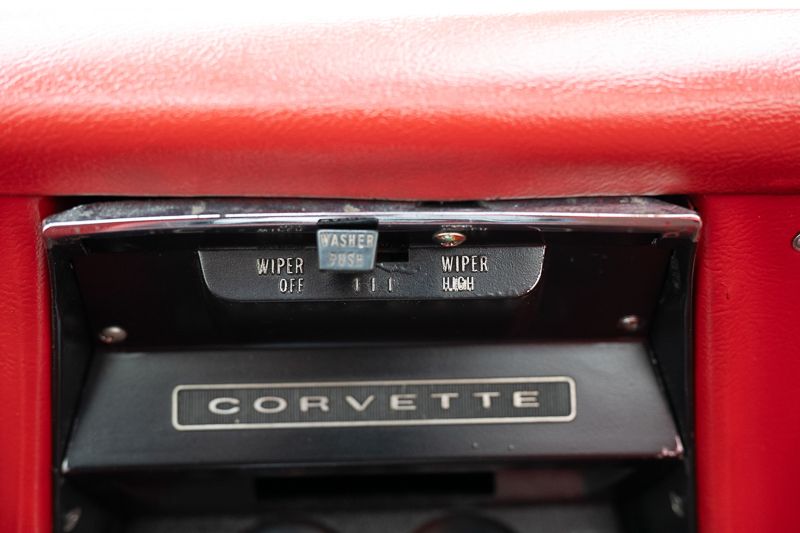 WASHER
PUSH
WIPER
OFF
WIPER
HIGH
CORVETTE